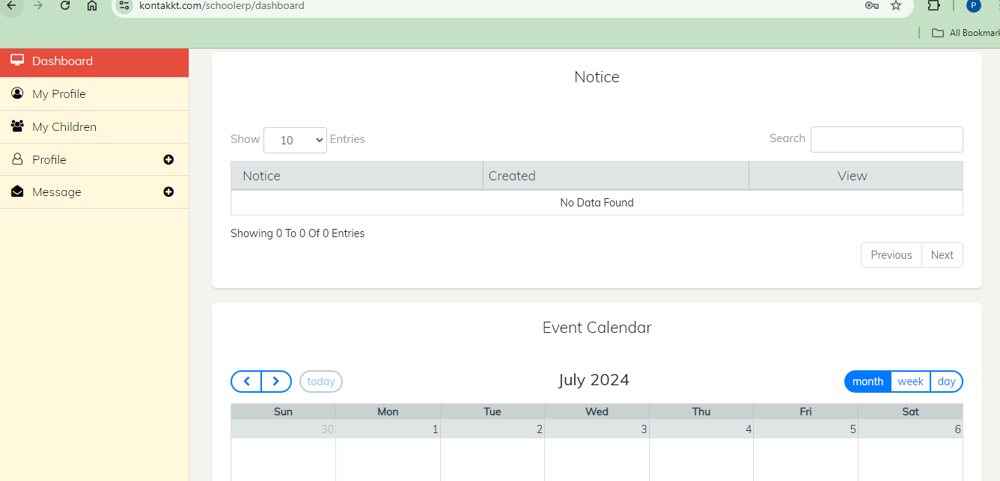 kontakkt.com/schoolerp/dashboard
P
All Bookmar
Dashboard
My Profile
My Children
Profile
Message
Notice
Show 10 Entries
Search
Notice Created View
No Data Found
Showing 0 To 0 Of 0 Entries
Previous Next
Event Calendar
today
July 2024
month week day
Sun Mon Tue Wed Thu Fri Sat
30 1 2 3 4 5 6